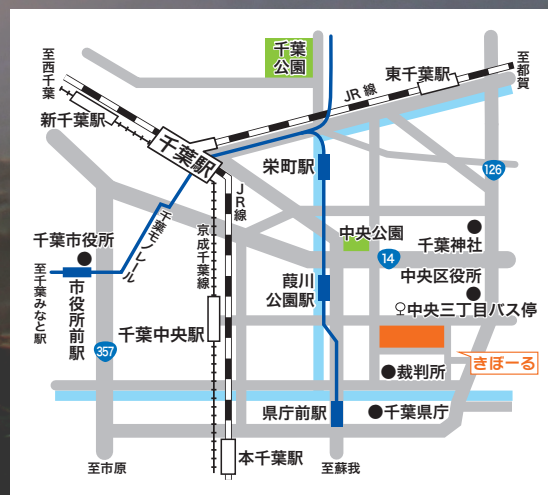 千葉
公園
至西千葉
東千葉駅
至都賀
JR線
新千葉駅
千葉駅
栄町駅
126
JR線
千葉モノレール
京成千葉線
中央公園
千葉神社
千葉市役所
14
中央区役所
至千葉みなと駅
市役所前駅
葭川
公園駅
中央三丁目バス停
千葉中央駅
357
きぼーる
裁判所
県庁前駅
千葉県庁
本千葉駅
至市原
至蘇我